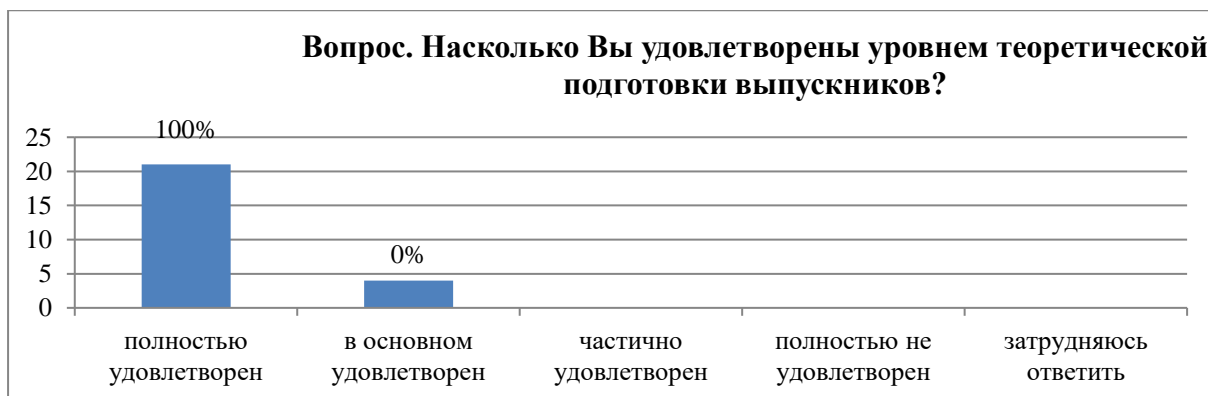 Вопрос. Насколько Вы удовлетворены уровнем теоретической
подготовки выпускников?
100%
25
20
15
10
0%
5
0
полностью удовлетворен
в основном удовлетворен
частично удовлетворен
полностью не удовлетворен
затрудняюсь ответить